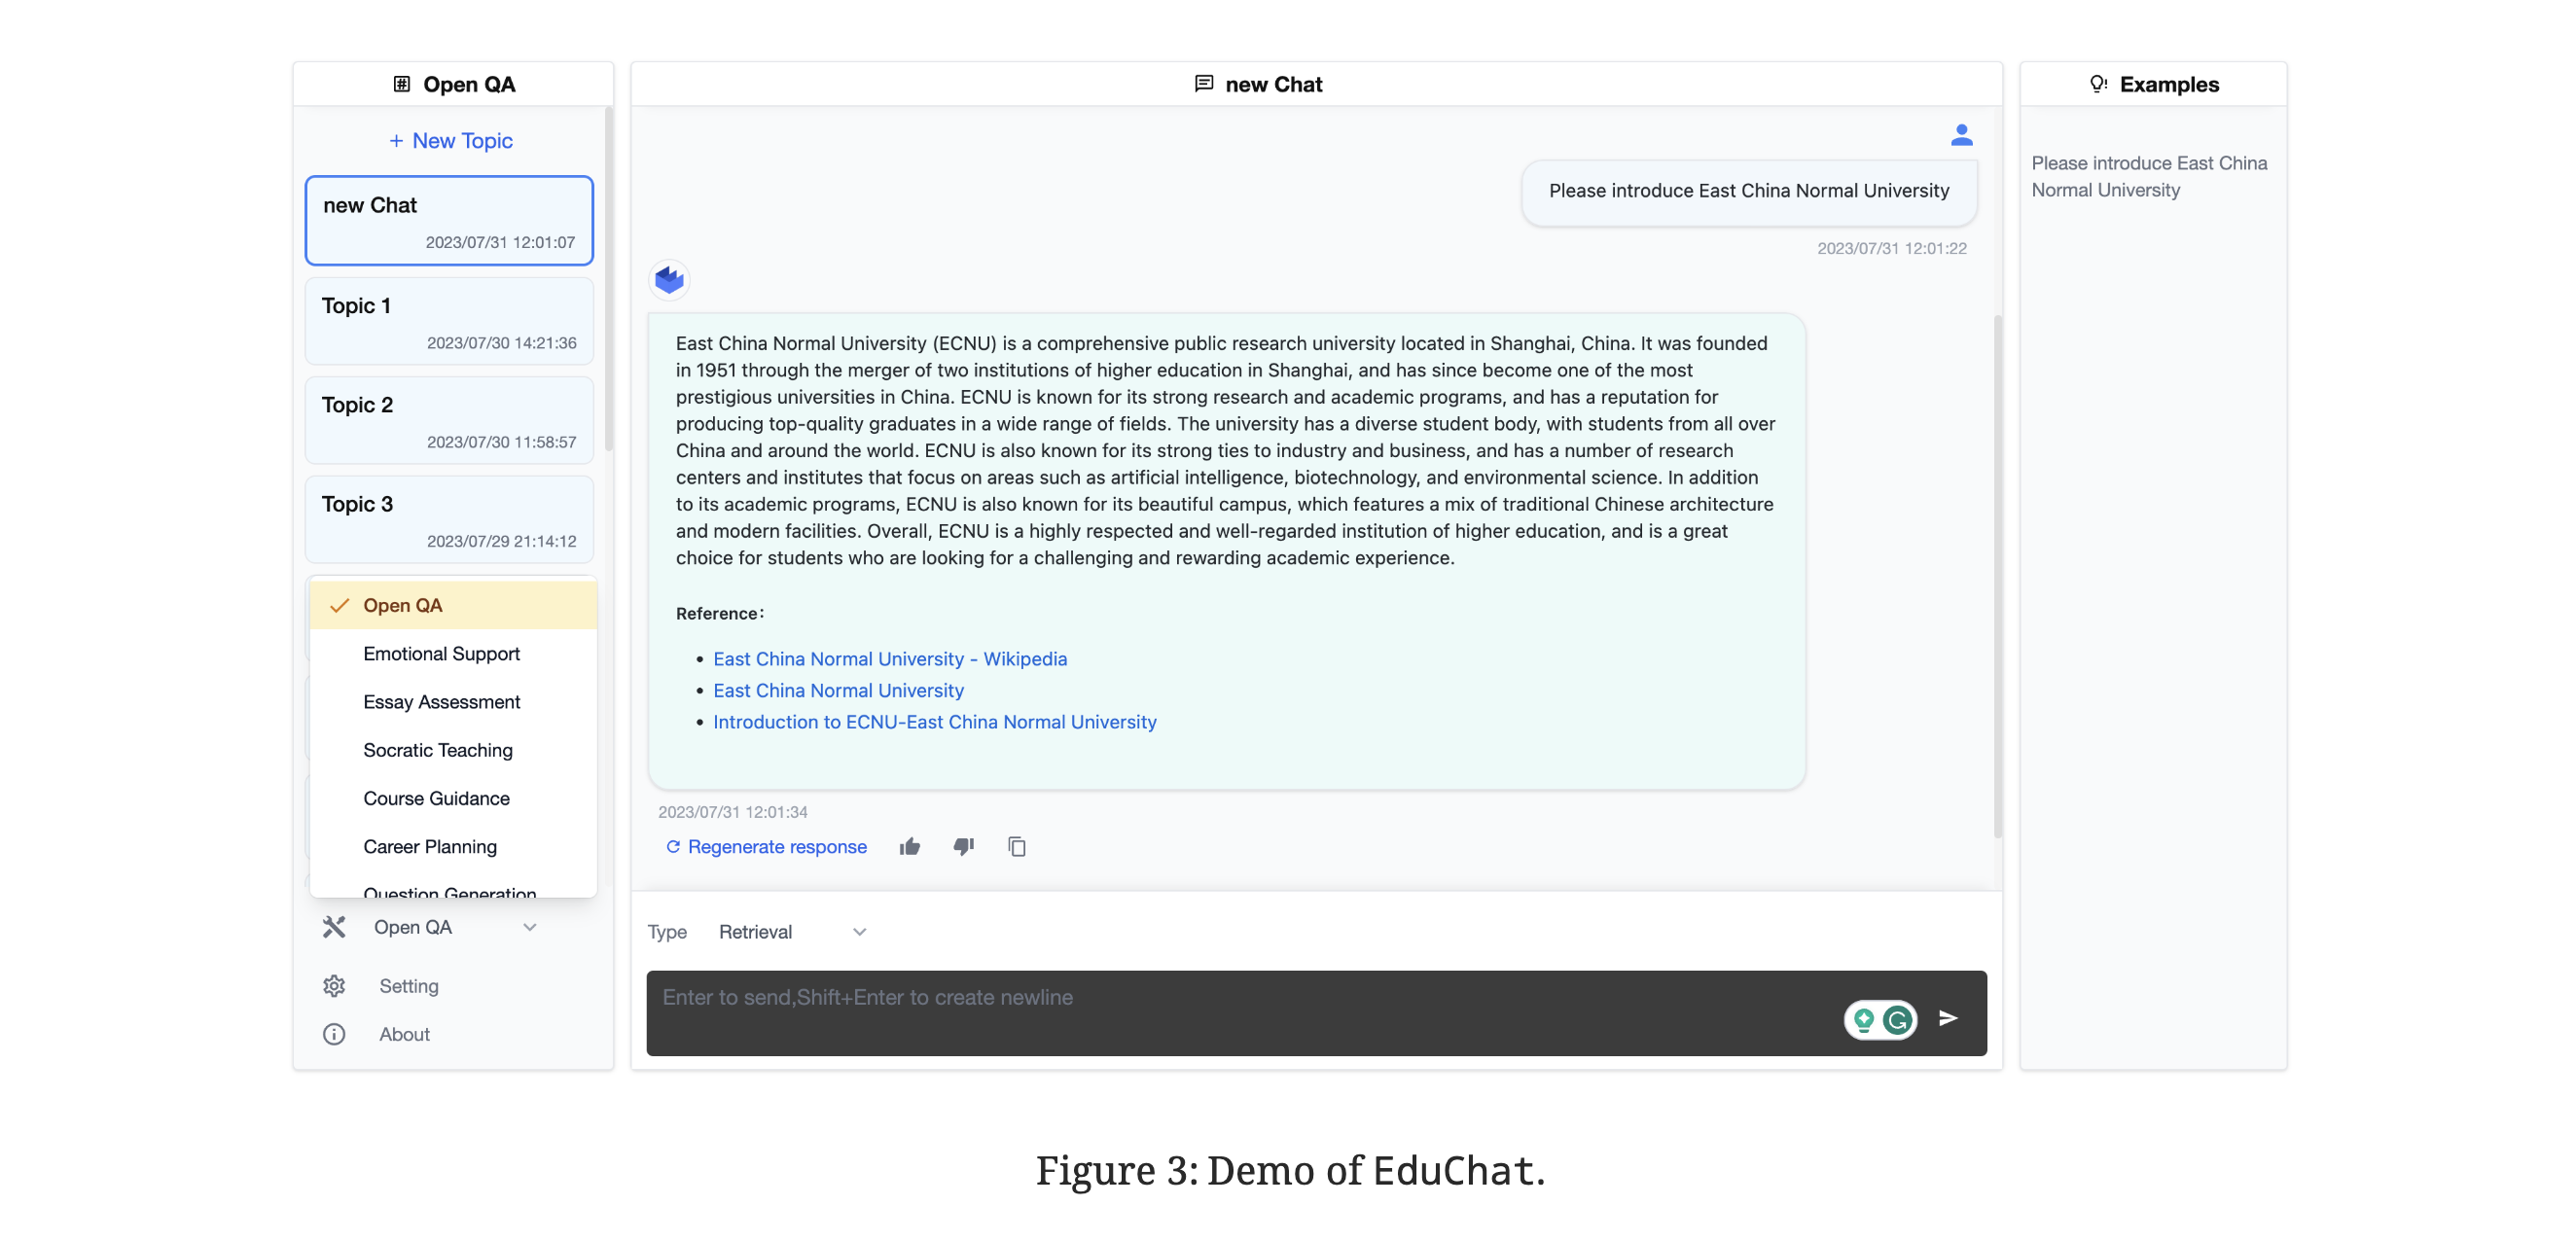 Open QA
+ New Topic
new Chat
2023/07/31 12:01:07
Topic 1
2023/07/30 14:21:36
Topic 2
2023/07/30 11:58:57
Topic 3
2023/07/29 21:14:12
Open QA
Emotional Support
Essay Assessment
Socratic Teaching
Course Guidance
Career Planning
Question Generation
Open QA
Setting
About
new Chat
Please introduce East China Normal University
2023/07/31 12:01:22
East China Normal University (ECNU) is a comprehensive public research university located in Shanghai, China. It was founded
in 1951 through the merger of two institutions of higher education in Shanghai, and has since become one of the most
prestigious universities in China. ECNU is known for its strong research and academic programs, and has a reputation for
producing top-quality graduates in a wide range of fields. The university has a diverse student body, with students from all over
China and around the world. ECNU is also known for its strong ties to industry and business, and has a number of research
centers and institutes that focus on areas such as artificial intelligence, biotechnology, and environmental science. In addition
to its academic programs, ECNU is also known for its beautiful campus, which features a mix of traditional Chinese architecture
and modern facilities. Overall, ECNU is a highly respected and well-regarded institution of higher education, and is a great
choice for students who are looking for a challenging and rewarding academic experience.
Reference:
• East China Normal University - Wikipedia
• East China Normal University
• Introduction to ECNU-East China Normal University
2023/07/31 12:01:34
Regenerate response
Type Retrieval
Enter to send,Shift+Enter to create newline
Examples
Please introduce East China
Normal University
Figure 3: Demo of EduChat.